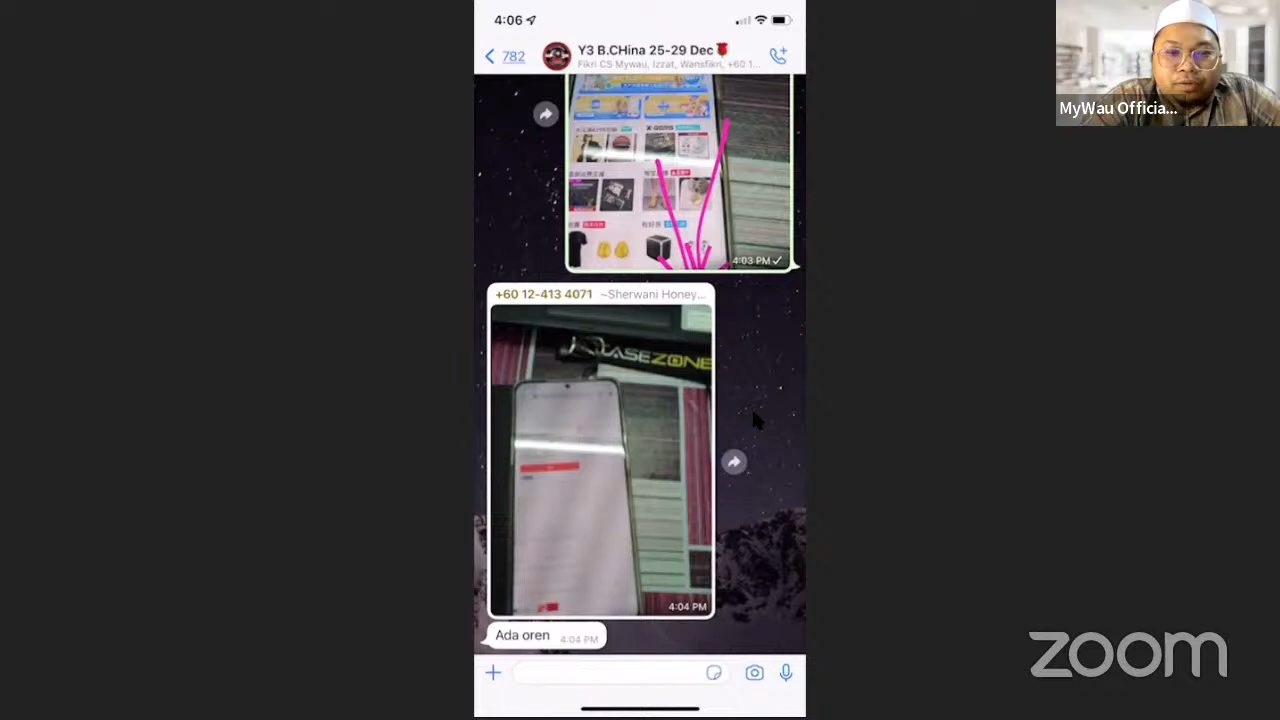 4:06
782
Y3 B.CHina 25-29 Dec🌹
Fikri CS Mywau, Izzat, Wansfikri, +60 1...
MyWau Officia...
4:03 PM
+60 12-413 4071 ~Sherwani Honey...
CASEZONE
4:04 PM
Ada oren 4:04 PM
zoom